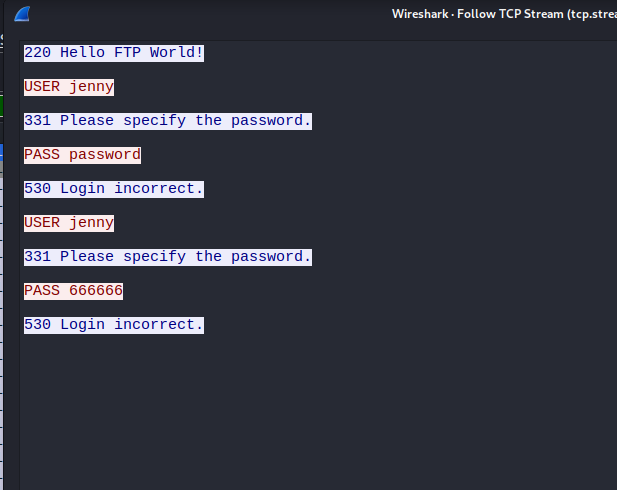 Wireshark · Follow TCP Stream (tcp.strea
220 Hello FTP World!
USER jenny
331 Please specify the password.
PASS password
530 Login incorrect.
USER jenny
331 Please specify the password.
PASS 666666
530 Login incorrect.